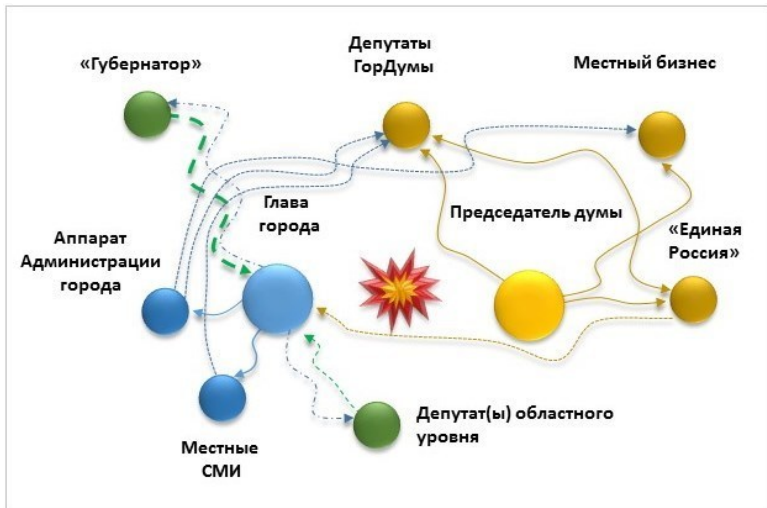 «Губернатор»
Депутаты
ГорДумы
Местный бизнес
Глава
города
Председатель думы
«Единая
Россия»
Аппарат
Администрации
города
Депутат(ы) областного
уровня
Местные
СМИ